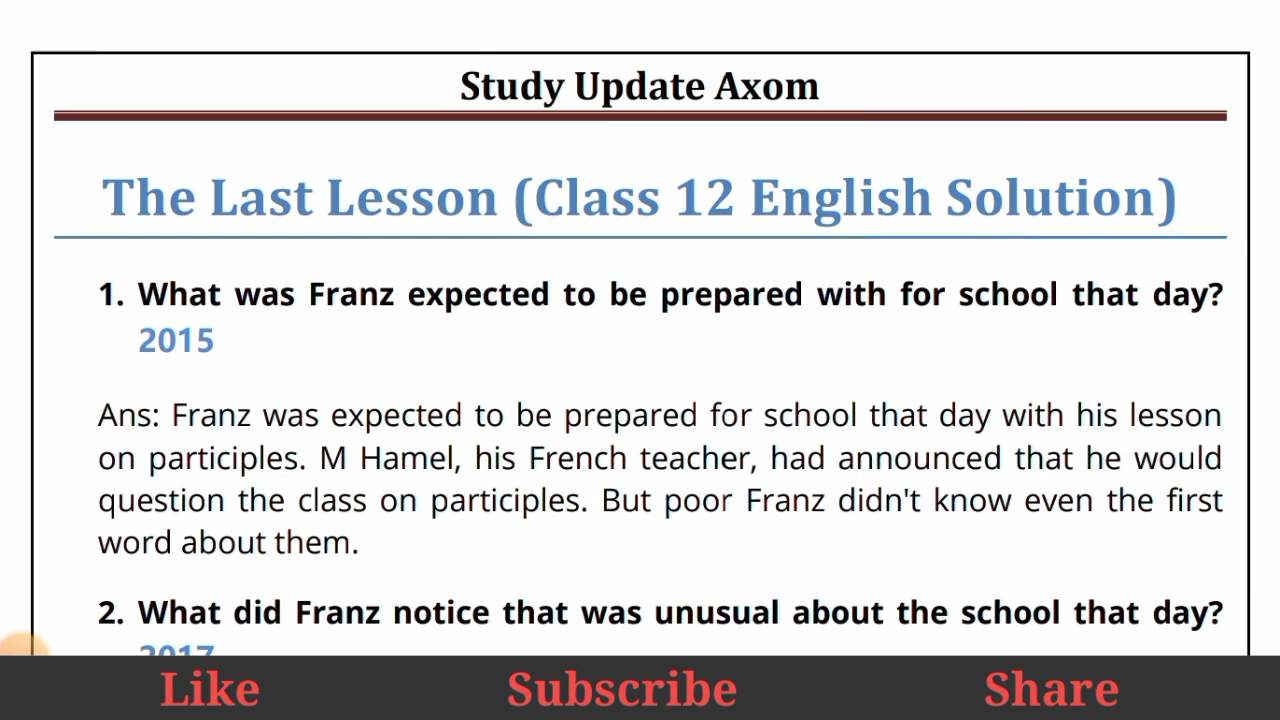 Study Update Axom
The Last Lesson (Class 12 English Solution)
1. What was Franz expected to be prepared with for school that day?
2015
Ans: Franz was expected to be prepared for school that day with his lesson
on participles. M Hamel, his French teacher, had announced that he would
question the class on participles. But poor Franz didn't know even the first
word about them.
2. What did Franz notice that was unusual about the school that day?
2017
Like Subscribe Share